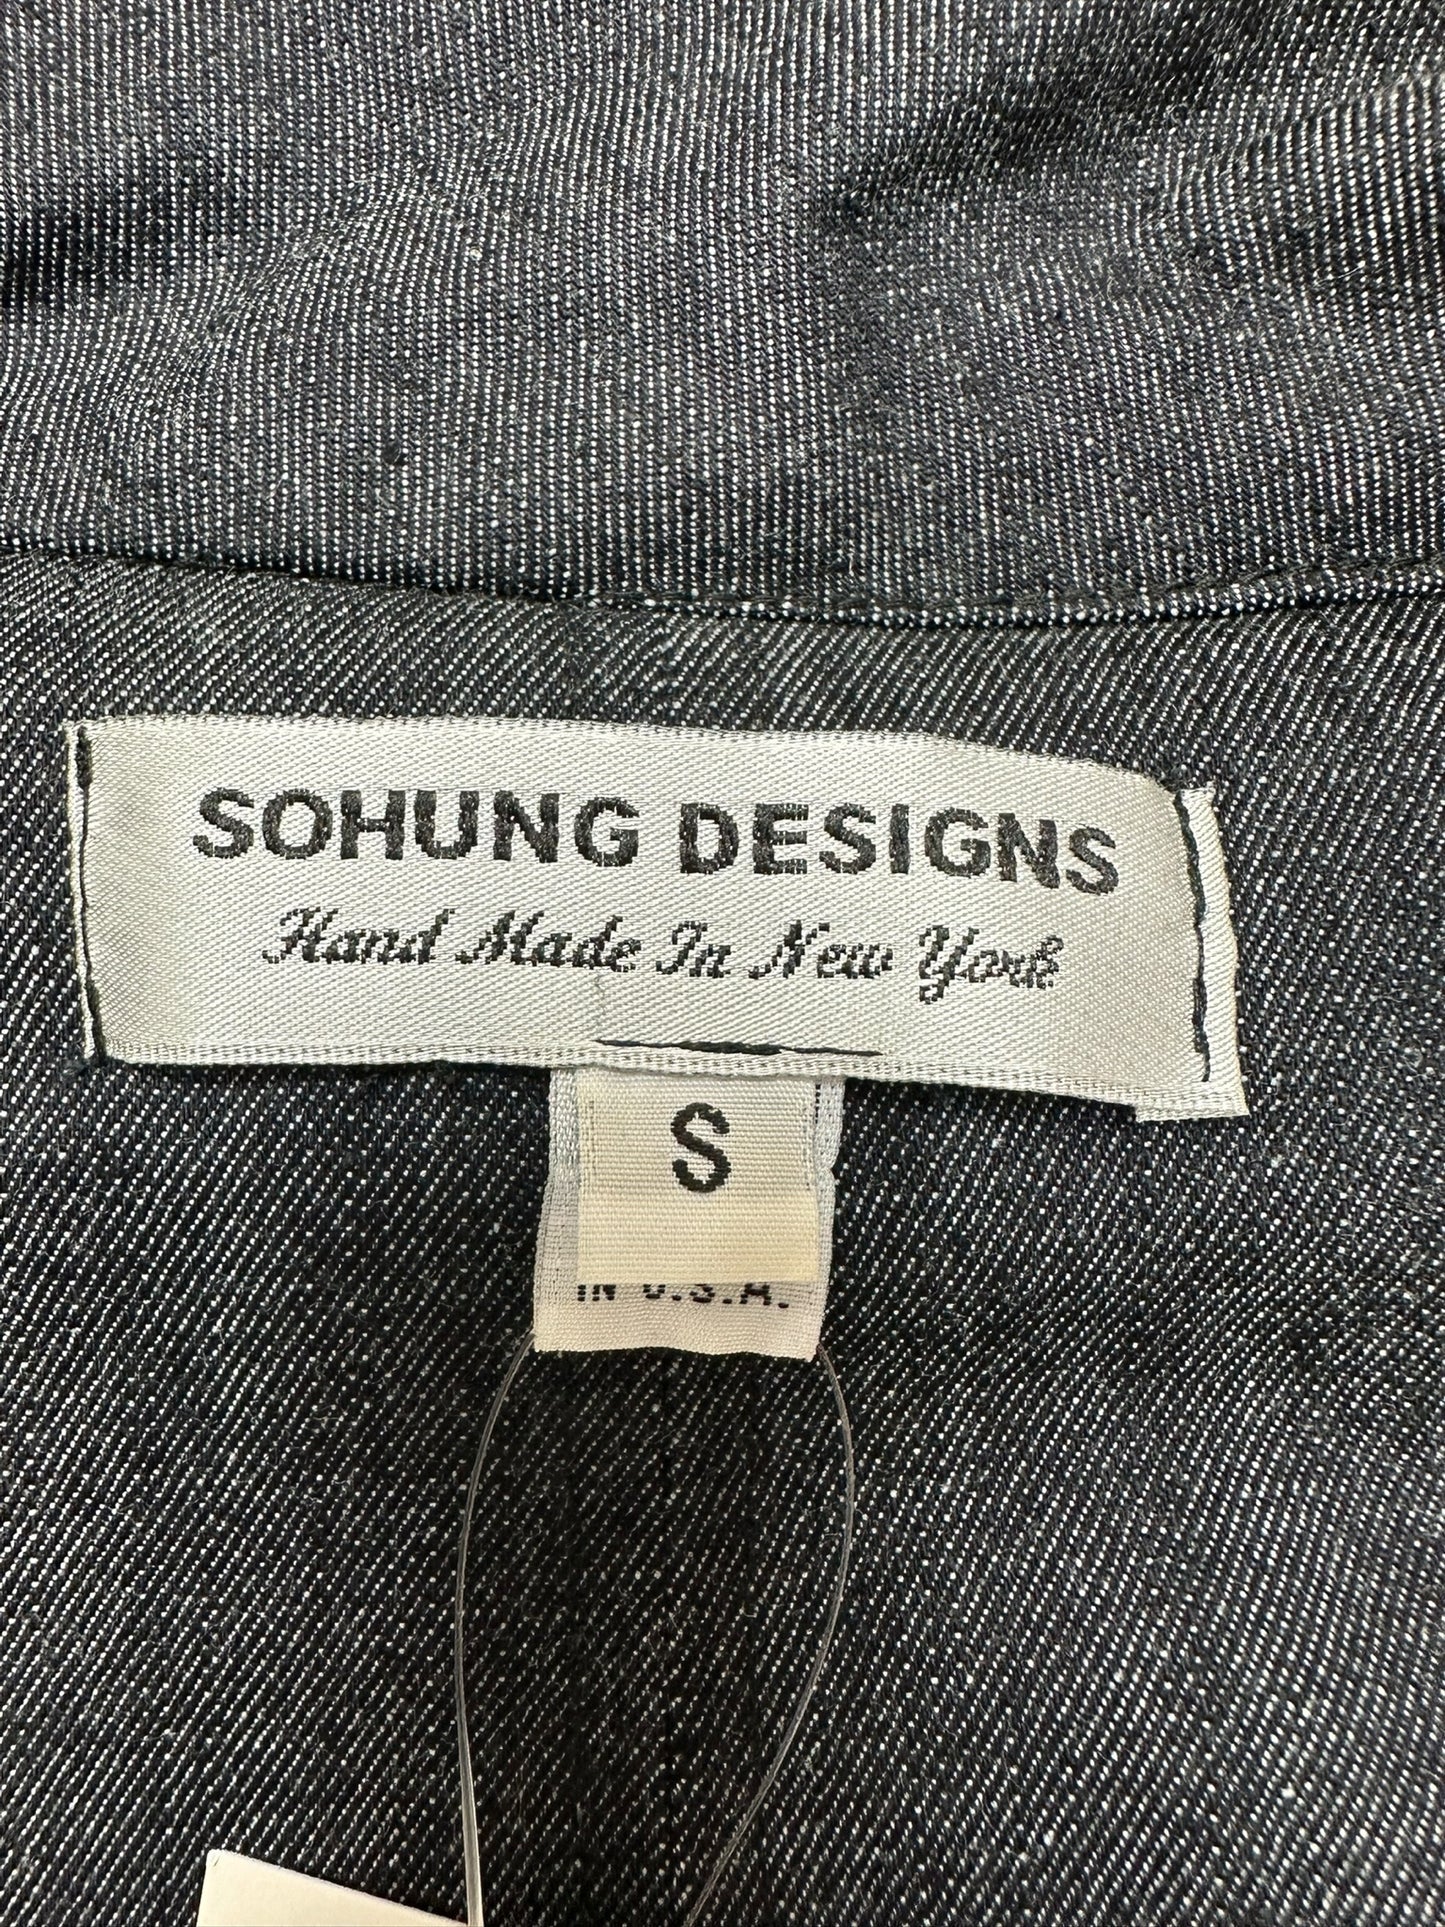 SOHUNG DESIGNS
Hand Made In New York
S
IN U.S.A.